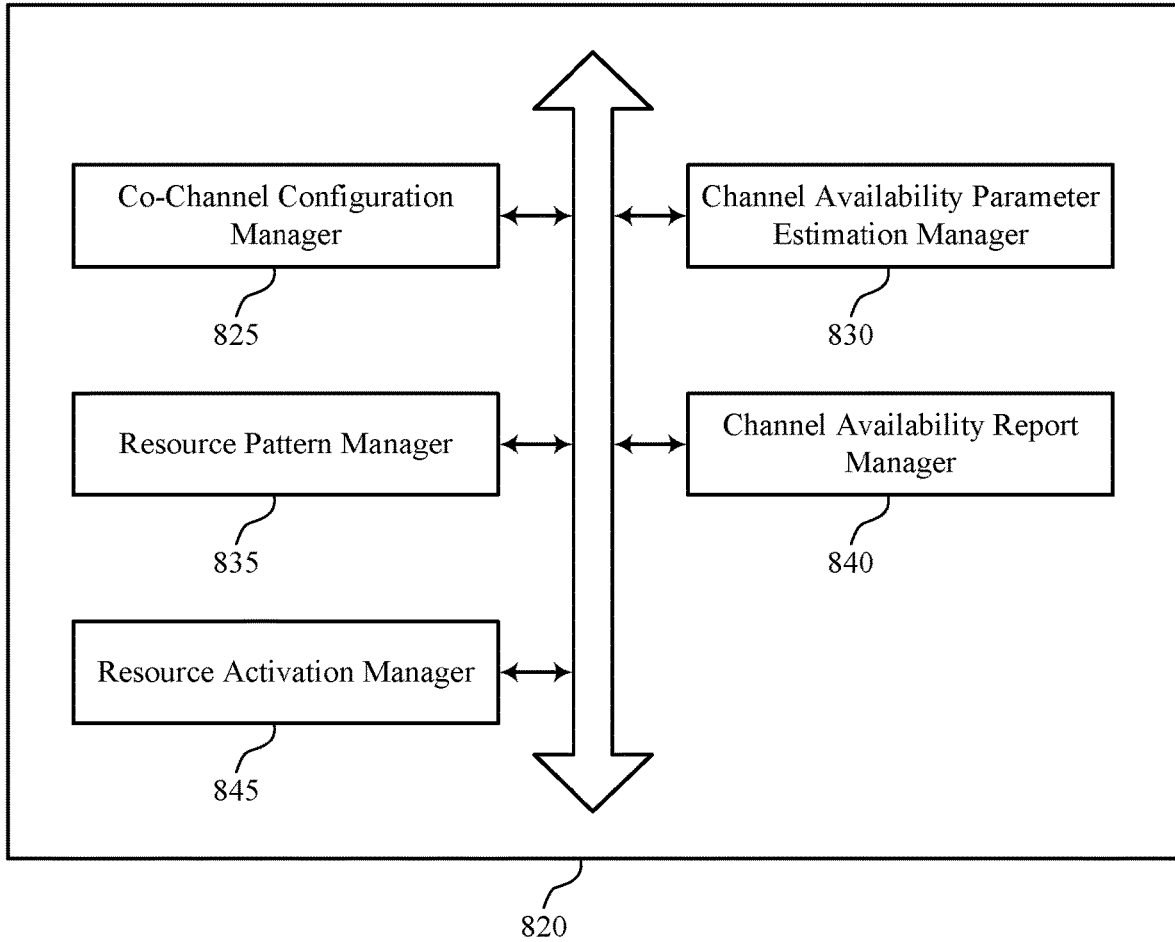 Co-Channel Configuration
Manager
825
Channel Availability Parameter
Estimation Manager
830
Resource Pattern Manager
835
Channel Availability Report
Manager
840
Resource Activation Manager
845
820